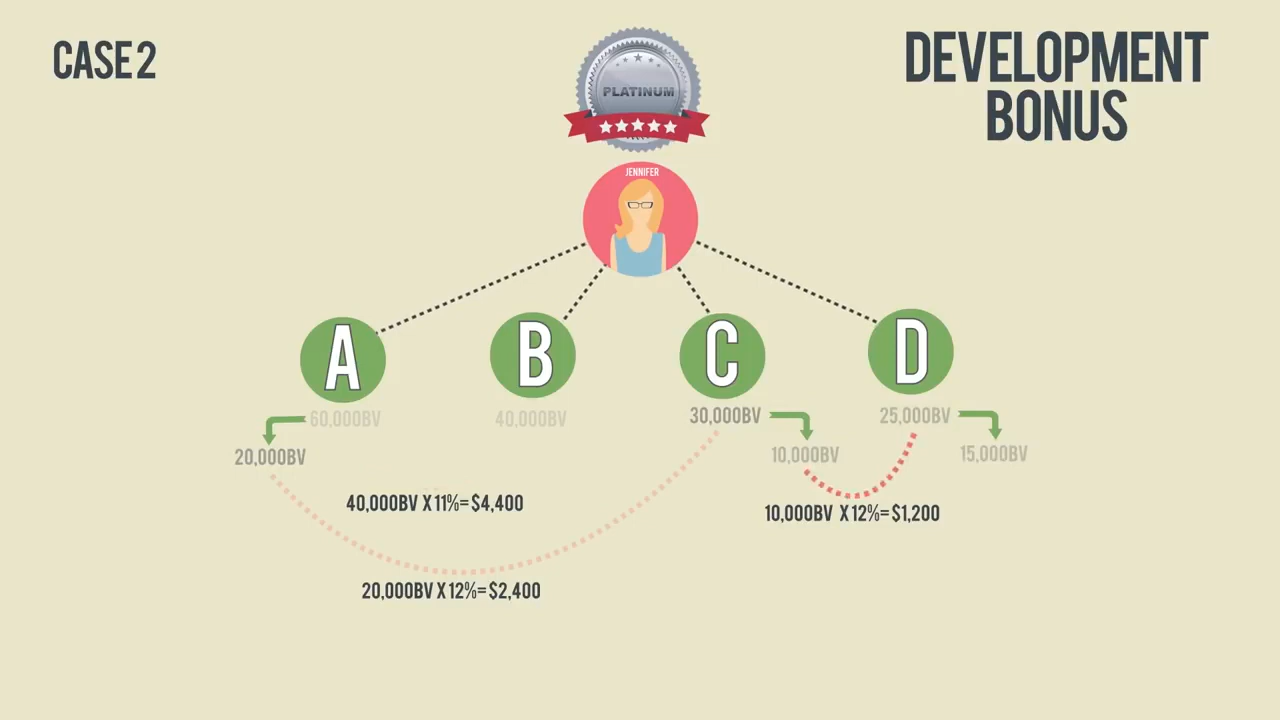 CASE 2
DEVELOPMENT
BONUS
PLATINUM
JENNIFER
A
B
C
D
60,000BV
40,000BV
30,000BV
25,000BV
20,000BV
10,000BV
15,000BV
40,000BV X 11%= $4,400
10,000BV X 12%= $1,200
20,000BV X 12%= $2,400